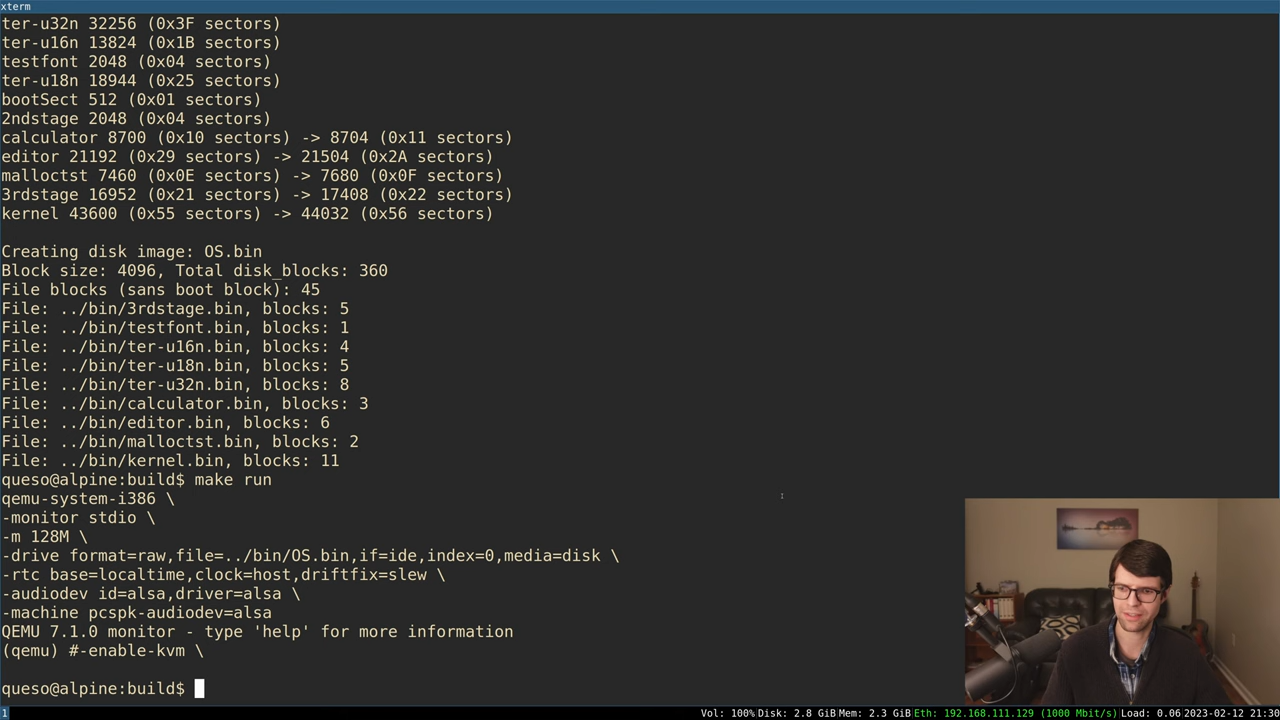 xterm
ter-u32n 32256 (0x3F sectors)
ter-u16n 13824 (0x1B sectors)
testfont 2048 (0x04 sectors)
ter-u18n 18944 (0x25 sectors)
bootSect 512 (0x01 sectors)
2ndstage 2048 (0x04 sectors)
calculator 8700 (0x10 sectors) -> 8704 (0x11 sectors)
editor 21192 (0x29 sectors) -> 21504 (0x2A sectors)
malloctst 7460 (0x0E sectors) -> 7680 (0x0F sectors)
3rdstage 16952 (0x21 sectors) -> 17408 (0x22 sectors)
kernel 43600 (0x55 sectors) -> 44032 (0x56 sectors)
Creating disk image: OS.bin
Block size: 4096, Total disk_blocks: 360
File blocks (sans boot block): 45
File: ../bin/3rdstage.bin, blocks: 5
File: ../bin/testfont.bin, blocks: 1
File: ../bin/ter-u16n.bin, blocks: 4
File: ../bin/ter-u18n.bin, blocks: 5
File: ../bin/ter-u32n.bin, blocks: 8
File: ../bin/calculator.bin, blocks: 3
File: ../bin/editor.bin, blocks: 6
File: ../bin/malloctst.bin, blocks: 2
File: ../bin/kernel.bin, blocks: 11
queso@alpine:build$ make run
qemu-system-i386 \
-monitor stdio \
-m 128M \
-drive format=raw,file=../bin/OS.bin,if=ide,index=0,media=disk \
-rtc base=localtime,clock=host,driftfix=slew \
-audiodev id=alsa,driver=alsa \
-machine pcspk-audiodev=alsa
QEMU 7.1.0 monitor - type 'help' for more information
(qemu) #-enable-kvm \
queso@alpine:build$
1 Vol: 100% Disk: 2.8 GiB Mem: 2.3 GiB Eth: 192.168.111.129 (1000 Mbit/s) Load: 0.06 2023-02-12 21:30